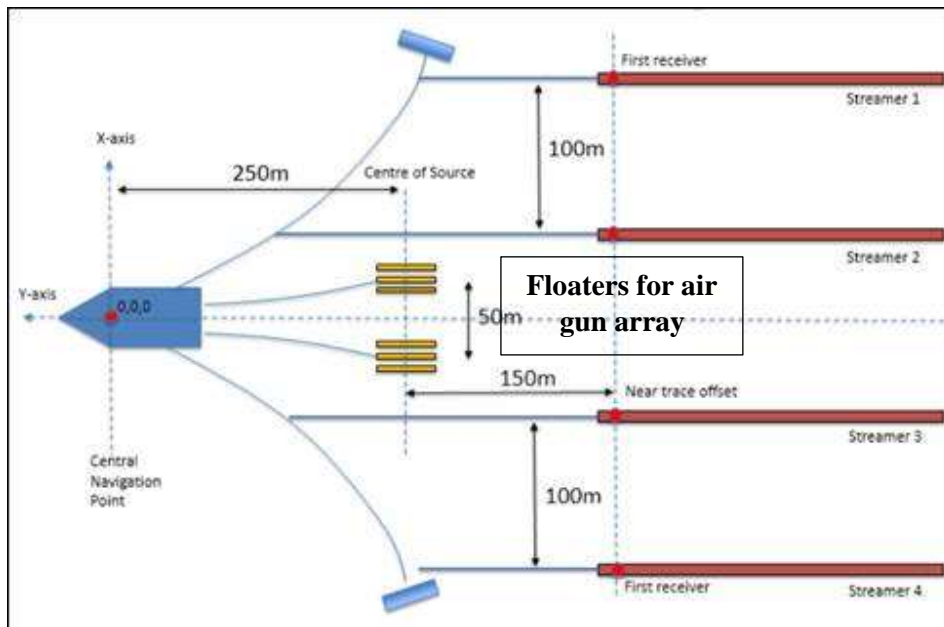 First receiver
Streamer 1
X-axis
100m
250m
Centre of Source
Streamer 2
Y-axis
0,0,0
Floaters for air
gun array
50m
150m
Near trace offset
Streamer 3
Central
Navigation
Point
100m
First receiver
Streamer 4